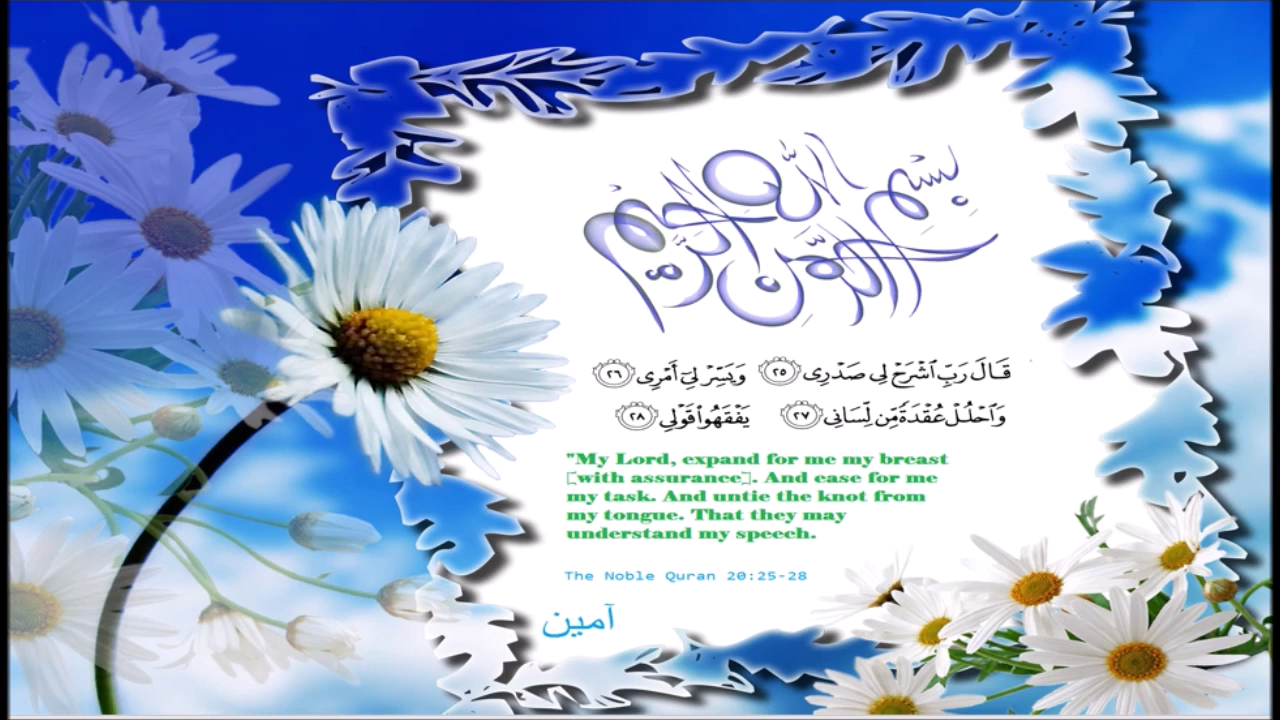 بسم الله
الرحمن الرحيم
قَالَ رَبِّ ٱشْرَحْ لِى صَدْرِى ٢٥ وَيَسِّرْ لِىٓ أَمْرِى ٢٦
وَٱحْلُلْ عُقْدَةً مِّن لِّسَانِى ٢٧ يَفْقَهُوا۟ قَوْلِى ٢٨
"My Lord, expand for me my breast
[with assurance]. And ease for me
my task. And untie the knot from
my tongue. That they may
understand my speech.
The Noble Quran 20:25-28
آمين